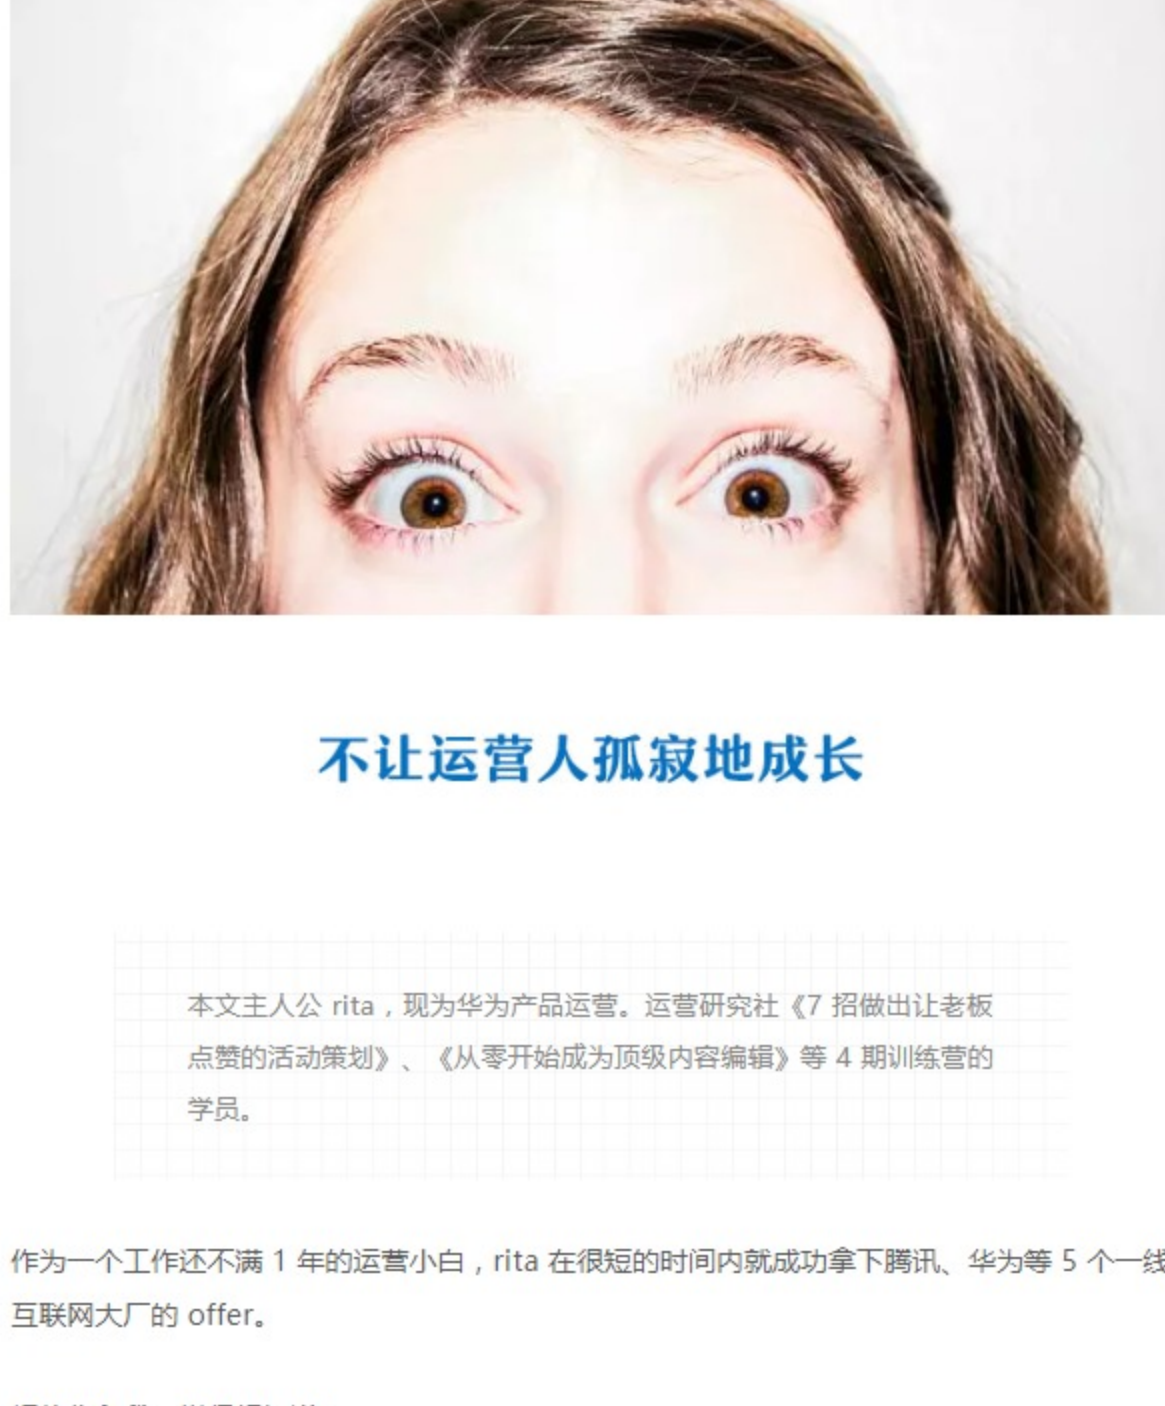 不让运营人孤寂地成长
本文主人公 rita，现为华为产品运营。运营研究社《7 招做出让老板
点赞的活动策划》、《从零开始成为顶级内容编辑》等 4 期训练营的
学员。
作为一个工作还不满 1 年的运营小白，rita 在很短的时间内就成功拿下腾讯、华为等 5 个一线
互联网大厂的 offer。